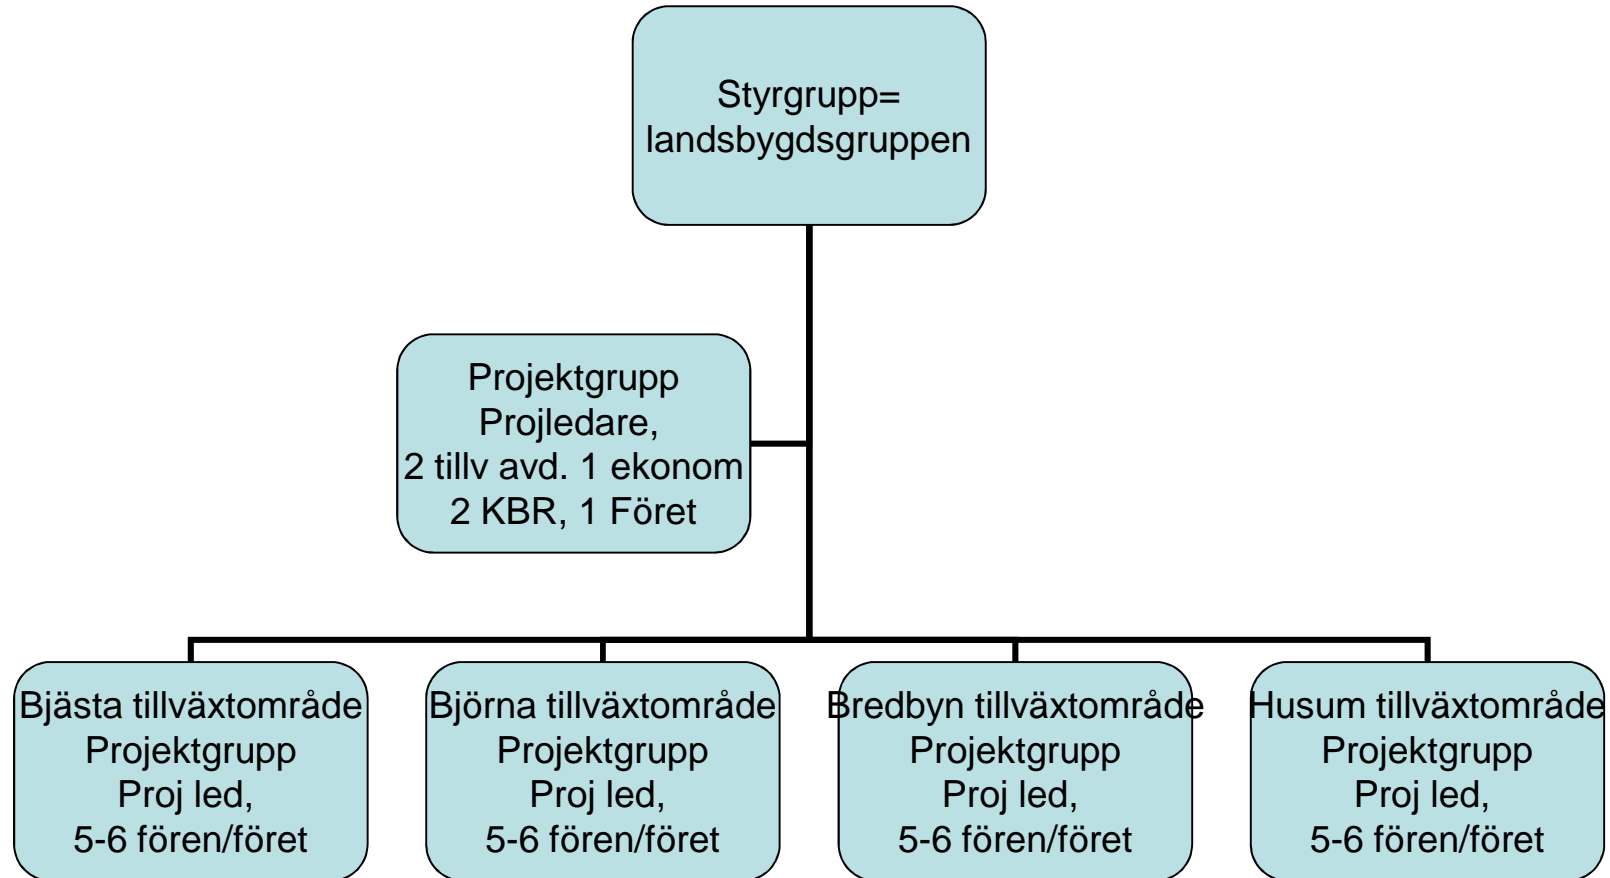 Styrgrupp=
landsbygdsgruppen
Projektgrupp
Projledare,
2 tillv avd. 1 ekonom
2 KBR, 1 Föret
Bjästa tillväxtområde
Projektgrupp
Proj led,
5-6 fören/föret
Björna tillväxtområde
Projektgrupp
Proj led,
5-6 fören/föret
Bredbyn tillväxtområde
Projektgrupp
Proj led,
5-6 fören/föret
Husum tillväxtområde
Projektgrupp
Proj led,
5-6 fören/föret